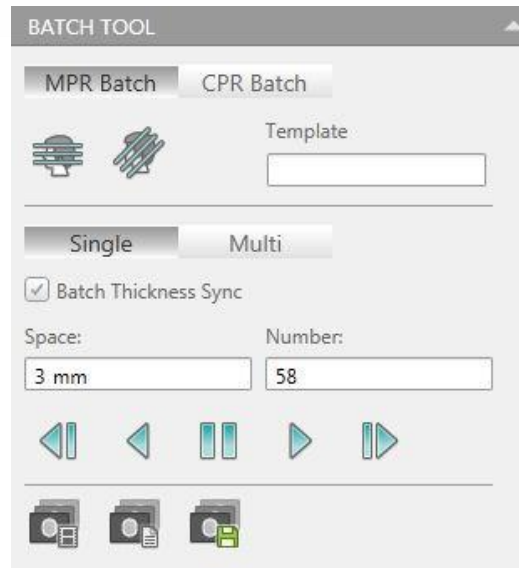 BATCH TOOL
MPR Batch CPR Batch
Template
Single Multi
Batch Thickness Sync
Space: Number:
3 mm 58